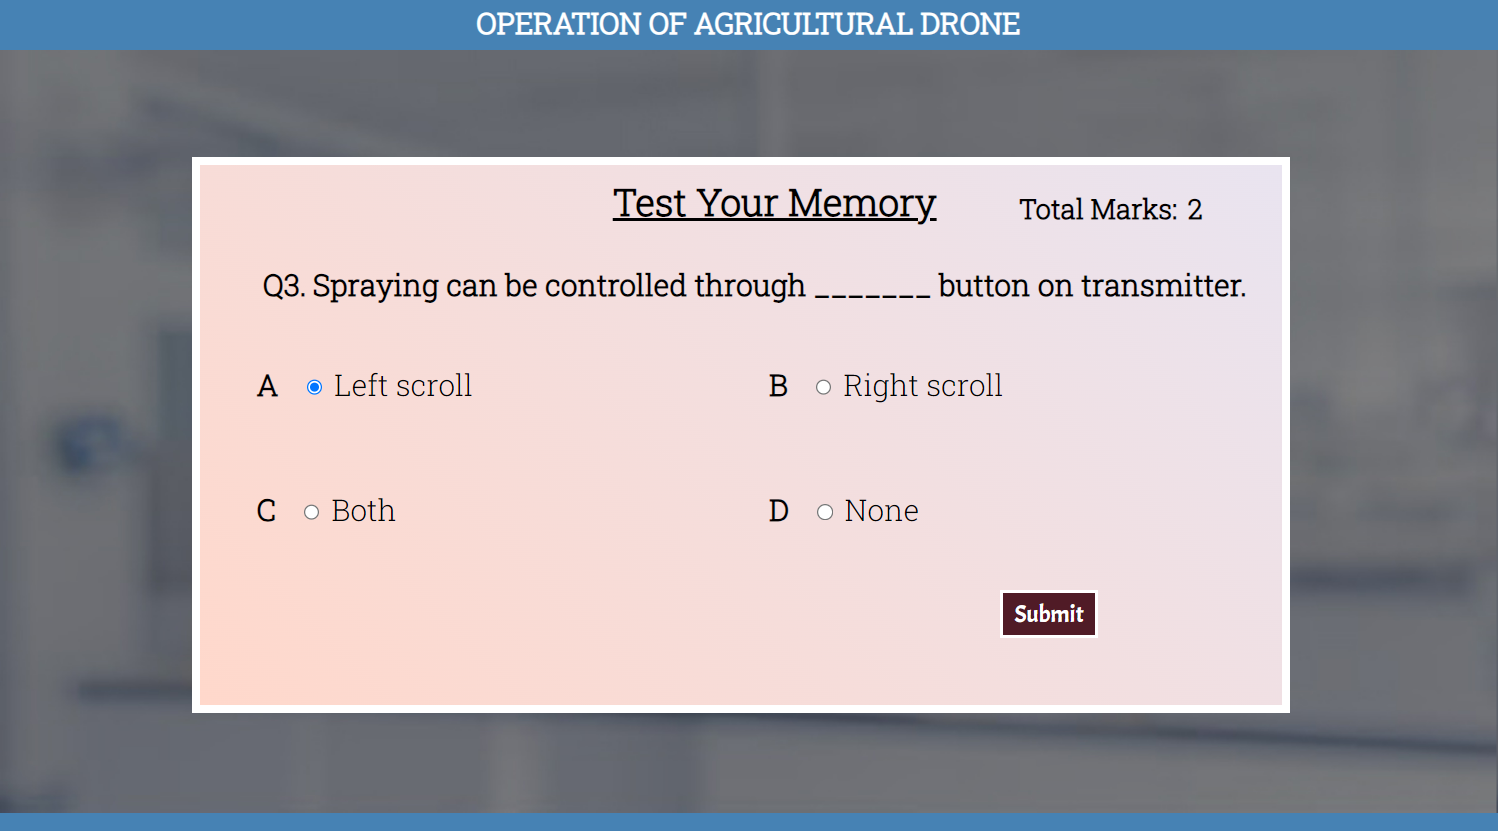 OPERATION OF AGRICULTURAL DRONE
Test Your Memory
Total Marks: 2
Q3. Spraying can be controlled through _______ button on transmitter.
A Left scroll
B Right scroll
C Both
D None
Submit